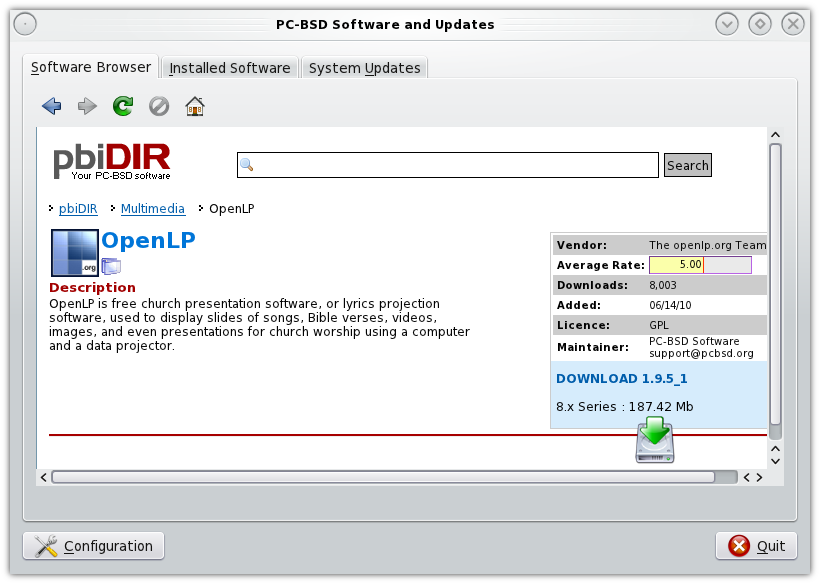 PC-BSD Software and Updates
Software Browser Installed Software System Updates
pbiDIR
Your PC-BSD software
Search
pbiDIR Multimedia OpenLP
OpenLP
.org
Description
OpenLP is free church presentation software, or lyrics projection
software, used to display slides of songs, Bible verses, videos,
images, and even presentations for church worship using a computer
and a data projector.
Vendor: The openlp.org Team
Average Rate: 5.00
Downloads: 8,003
Added: 06/14/10
Licence: GPL
Maintainer: PC-BSD Software
support@pcbsd.org
DOWNLOAD 1.9.5_1
8.x Series : 187.42 Mb
Configuration Quit